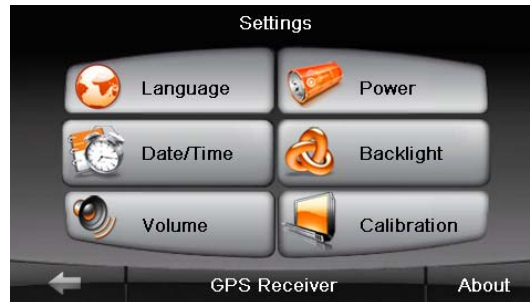 Settings
Language
Power
Date/Time
Backlight
Volume
Calibration
GPS Receiver
About